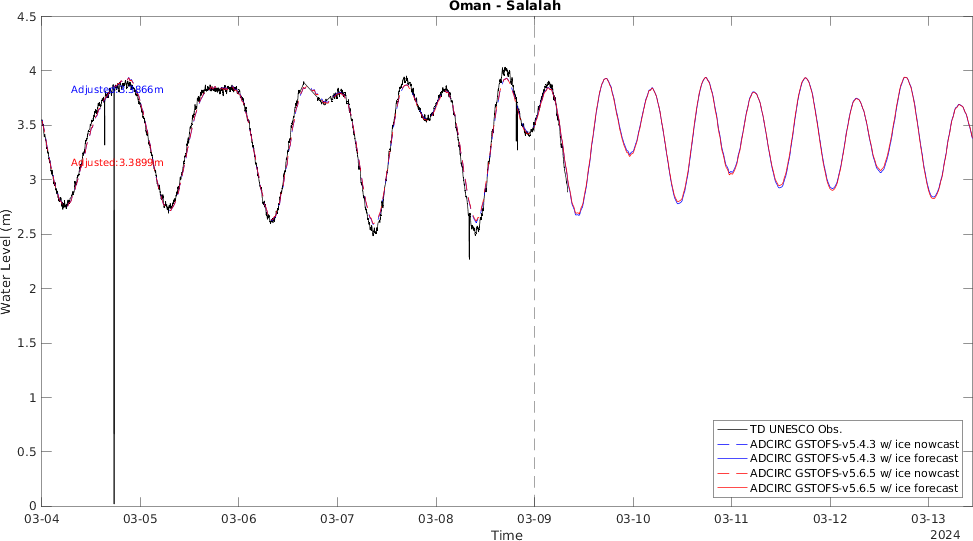 Oman - Salalah
4.5
4
3.5
3
2.5
2
1.5
1
0.5
0
Water Level (m)
Adjusted:3.3866m
Adjusted:3.3899m
TD UNESCO Obs.
ADCIRC GSTOFS-v5.4.3 w/ ice nowcast
ADCIRC GSTOFS-v5.4.3 w/ ice forecast
ADCIRC GSTOFS-v5.6.5 w/ ice nowcast
ADCIRC GSTOFS-v5.6.5 w/ ice forecast
03-04 03-05 03-06 03-07 03-08 03-09 03-10 03-11 03-12 03-13
Time
2024